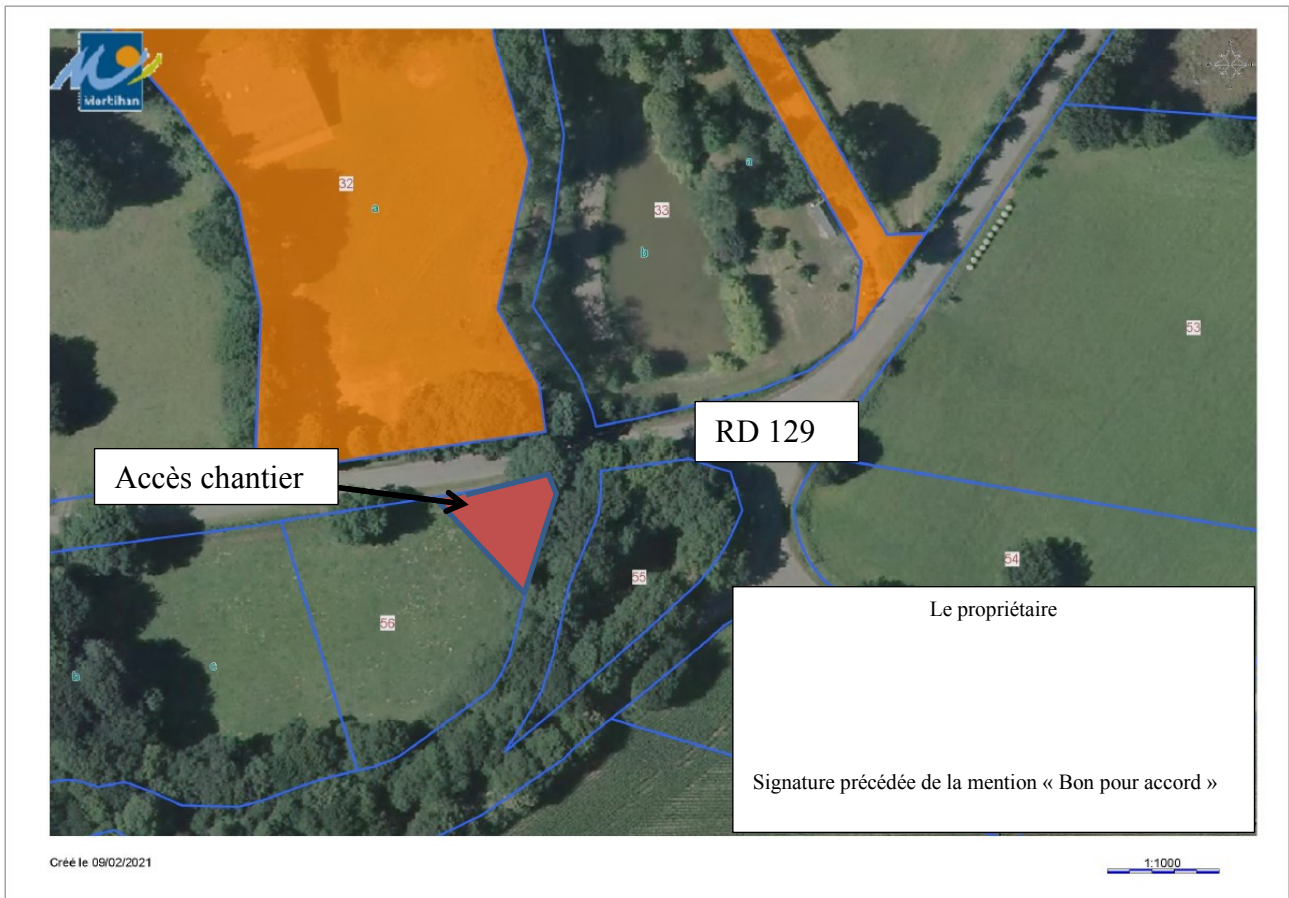 Morbihan
32
a
a
33
b
53
RD 129
Accès chantier
54
55
56
c
b
Le propriétaire
Signature précédée de la mention « Bon pour accord »
Créé le 09/02/2021
1:1000